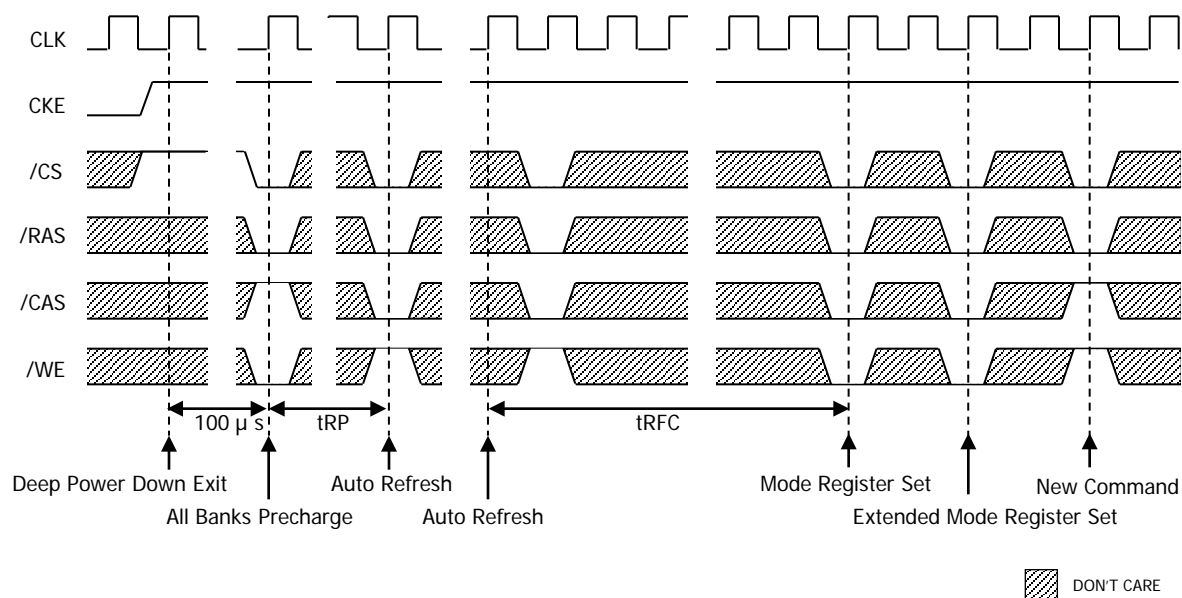 CLK
CKE
/CS
/RAS
/CAS
/WE
100 μ s
tRP
tRFC
Deep Power Down Exit
Auto Refresh
Mode Register Set
New Command
All Banks Precharge
Auto Refresh
Extended Mode Register Set
DON'T CARE